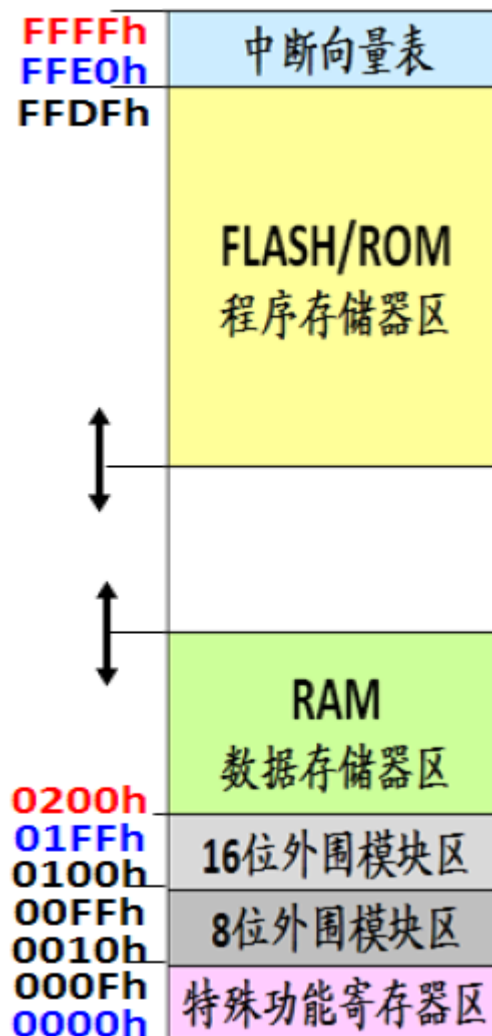 FFFFh
中断向量表
FFE0h
FFDFh
FLASH/ROM
程序存储器区
RAM
数据存储器区
0200h
01FFh
16位外围模块区
0100h
00FFh
8位外围模块区
0010h
000Fh
特殊功能寄存器区
0000h